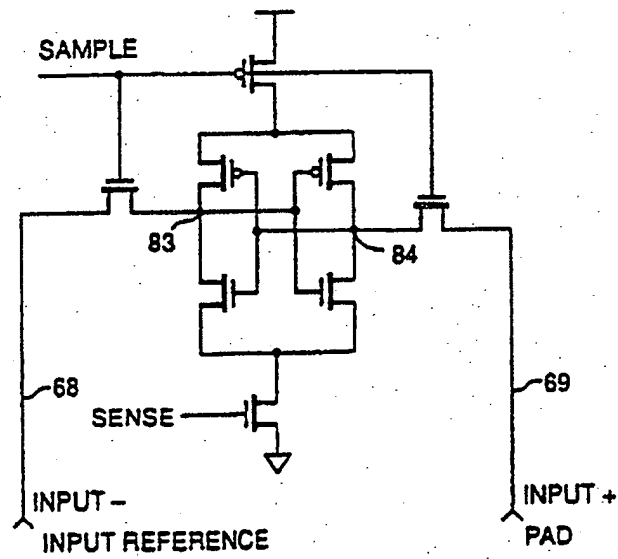 SAMPLE
83
84
68
69
SENSE
INPUT –
INPUT REFERENCE
INPUT +
PAD